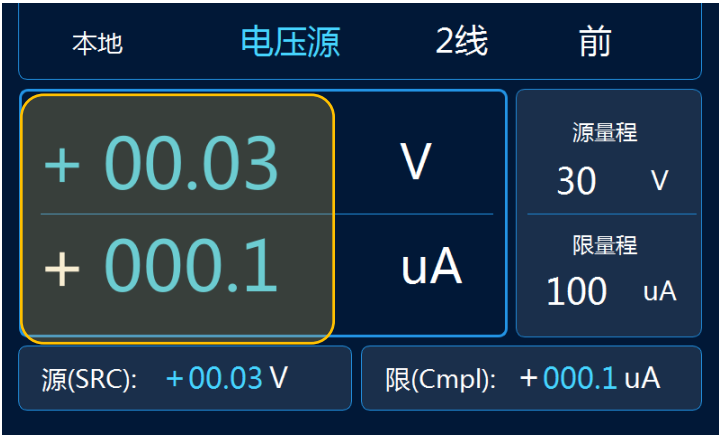 本地 电压源 2线 前
+ 00.03 V
源量程
30 V
+ 000.1 uA
限量程
100 uA
源(SRC): +00.03 V 限(Cmpl): +000.1 uA